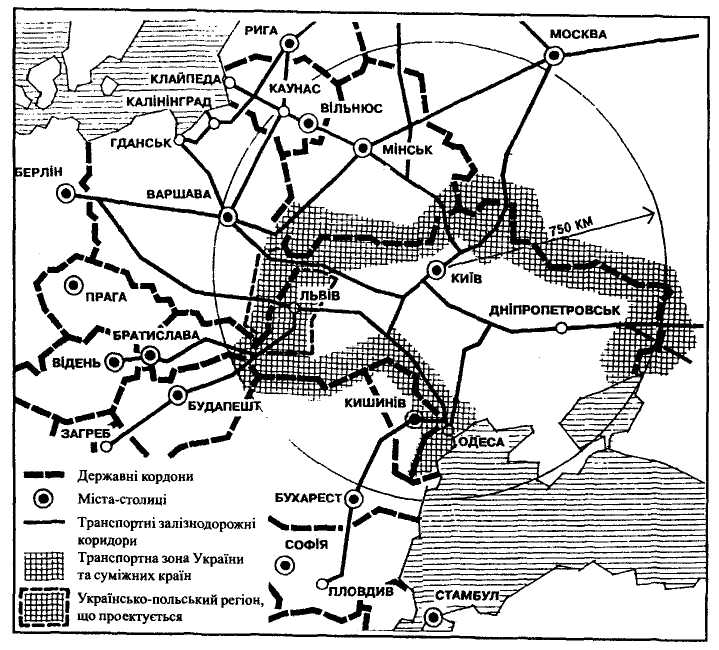 РИГА
МОСКВА
КЛАЙПЕДА
КАУНАС
КАЛІНІНГРАД
ВІЛЬНЮС
ГДАНСЬК
МІНСЬК
БЕРЛІН
ВАРШАВА
750 КМ
КИЇВ
ПРАГА
ЛЬВІВ
ДНІПРОПЕТРОВСЬК
БРАТИСЛАВА
ВІДЕНЬ
БУДАПЕШТ
КИШИНІВ
ЗАГРЕБ
ОДЕСА
Державні кордони
Міста-столиці
БУХАРЕСТ
Транспортні залізнодорожні
коридори
СОФІЯ
Транспортна зона України
та суміжних країн
ПЛОВДИВ
СТАМБУЛ
Українсько-польський регіон,
що проектується